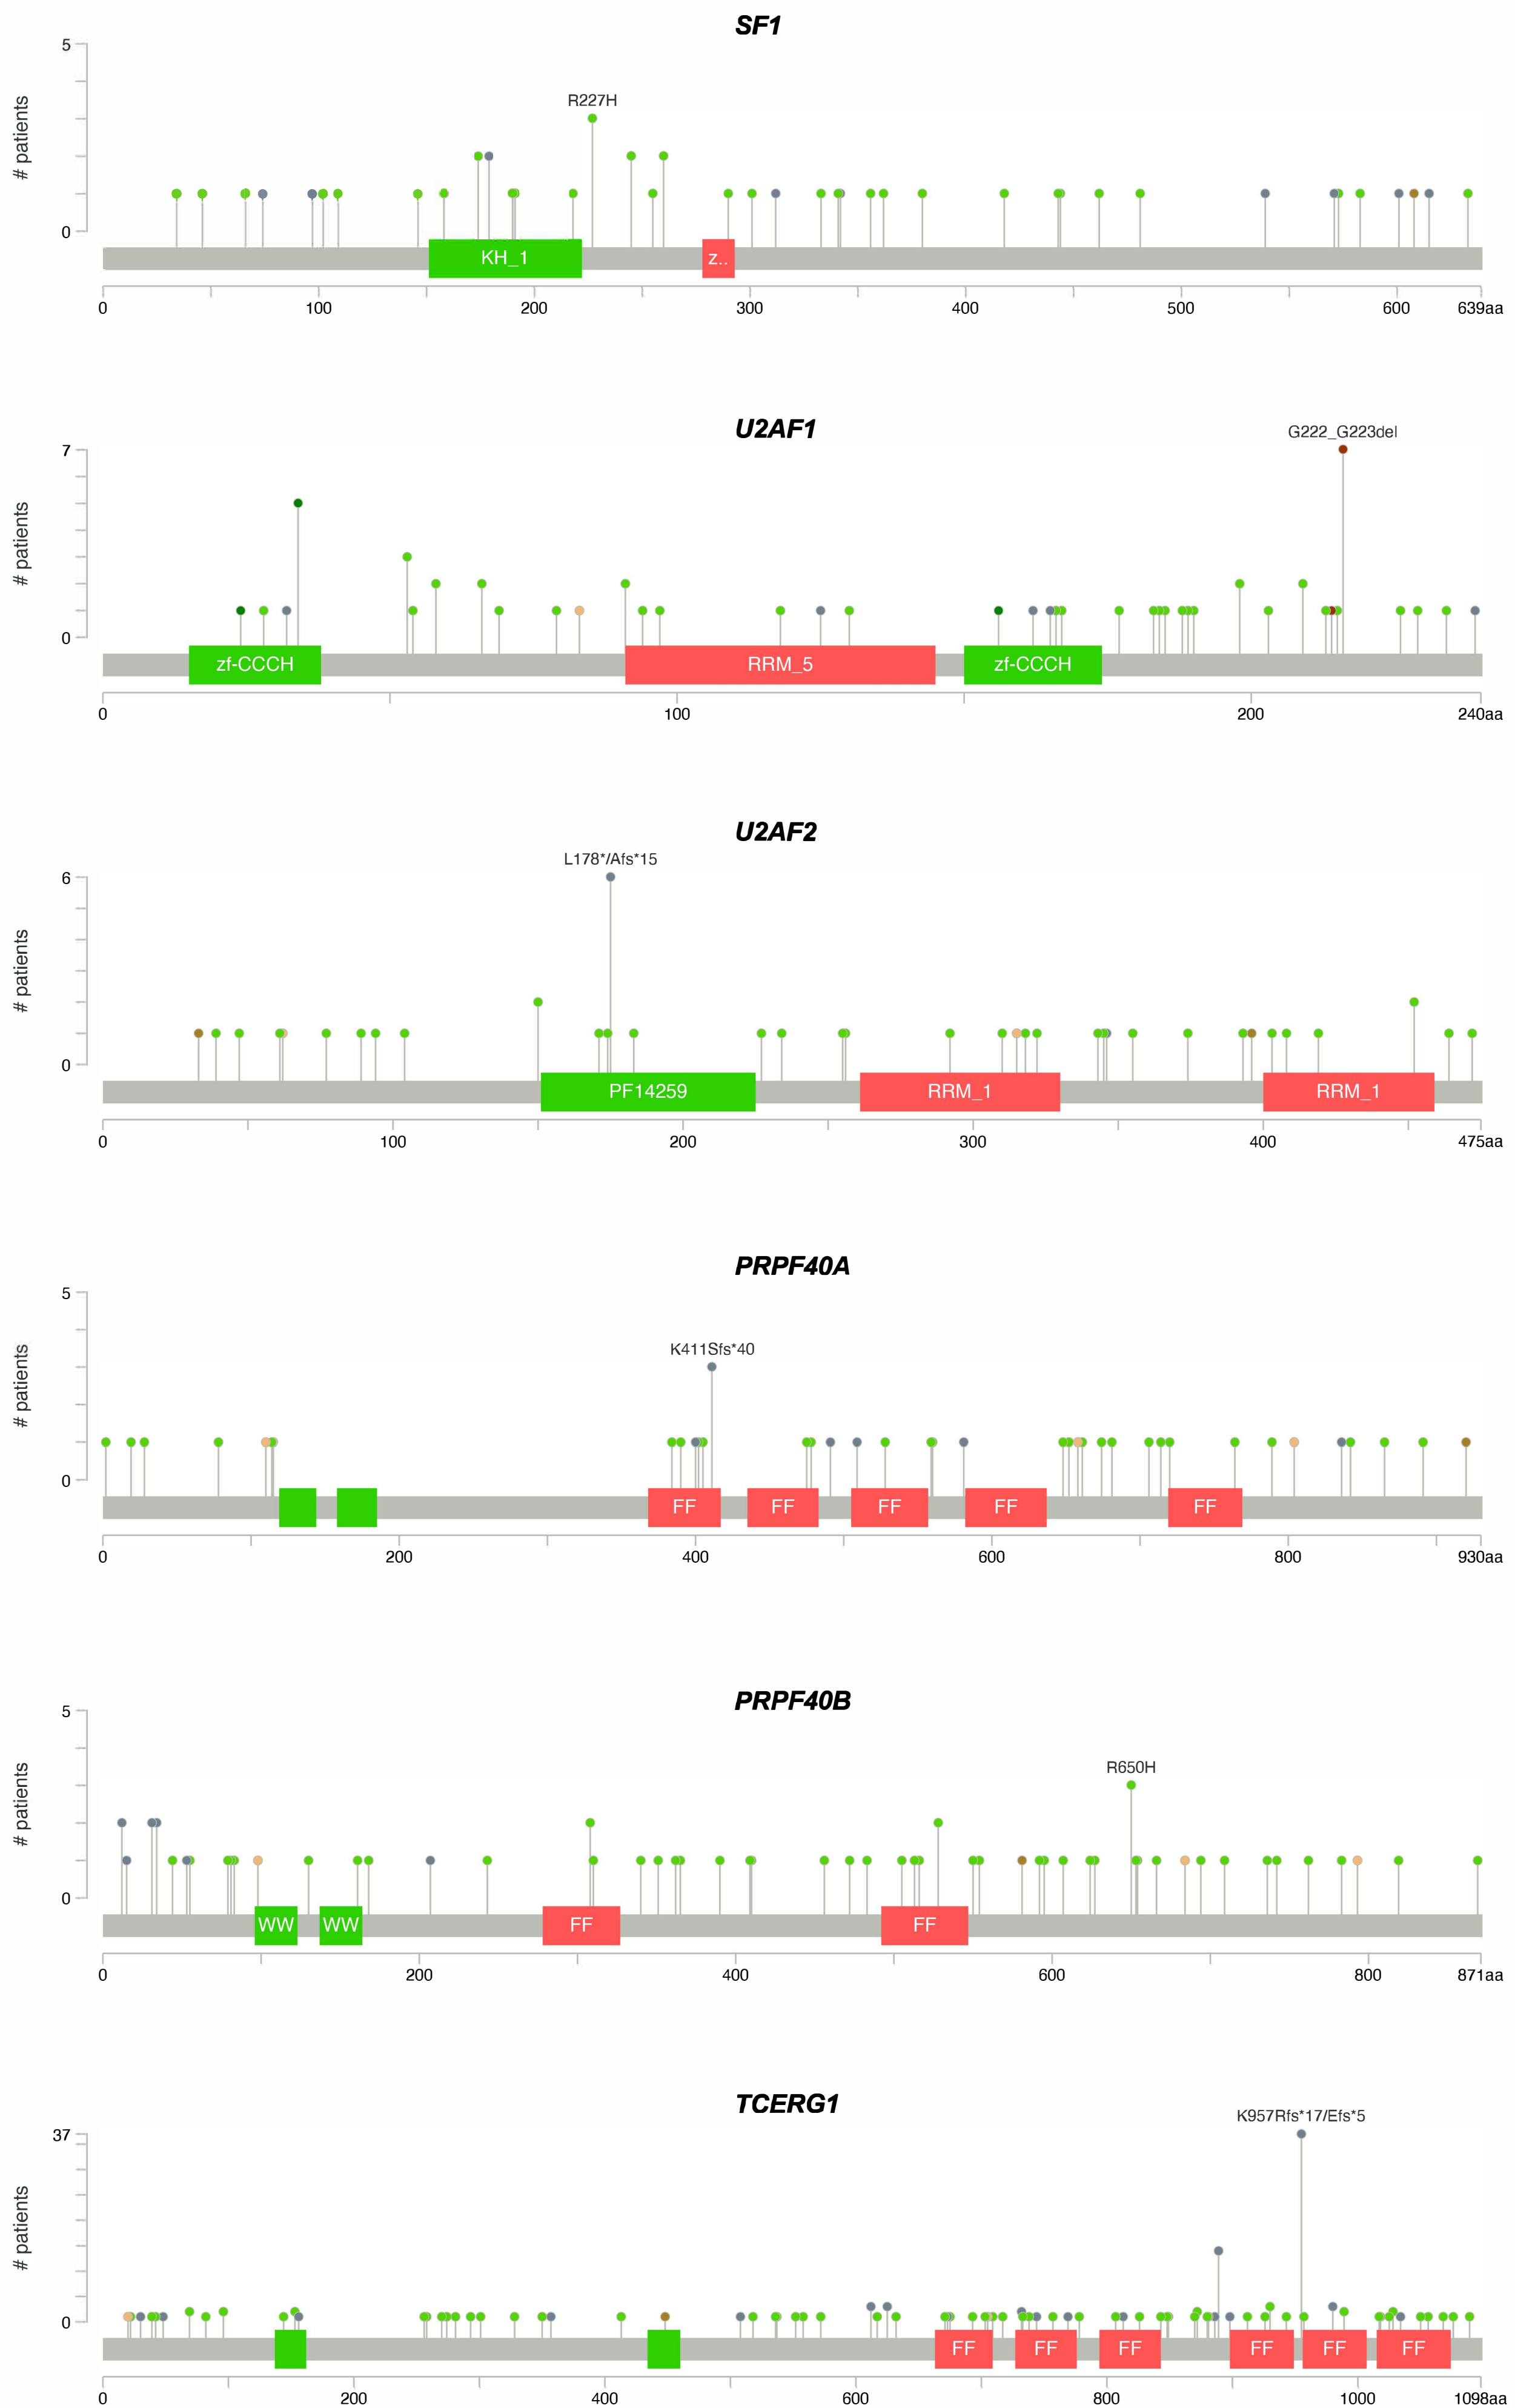 SF1
5
R227H
# patients
0
KH_1 z..
0 100 200 300 400 500 600 639aa
U2AF1
G222_G223del
7
# patients
0
zf-CCCH RRM_5 zf-CCCH
0 100 200 240aa
U2AF2
L178*/Afs*15
6
# patients
0
PF14259 RRM_1 RRM_1
0 100 200 300 400 475aa
PRPF40A
5
K411Sfs*40
# patients
0
FF FF FF FF FF
0 200 400 600 800 930aa
PRPF40B
5
R650H
# patients
0
WW WW FF FF
0 200 400 600 800 871aa
TCERG1
K957Rfs*17/Efs*5
37
# patients
0
FF FF FF FF FF FF
0 200 400 600 800 1000 1098aa